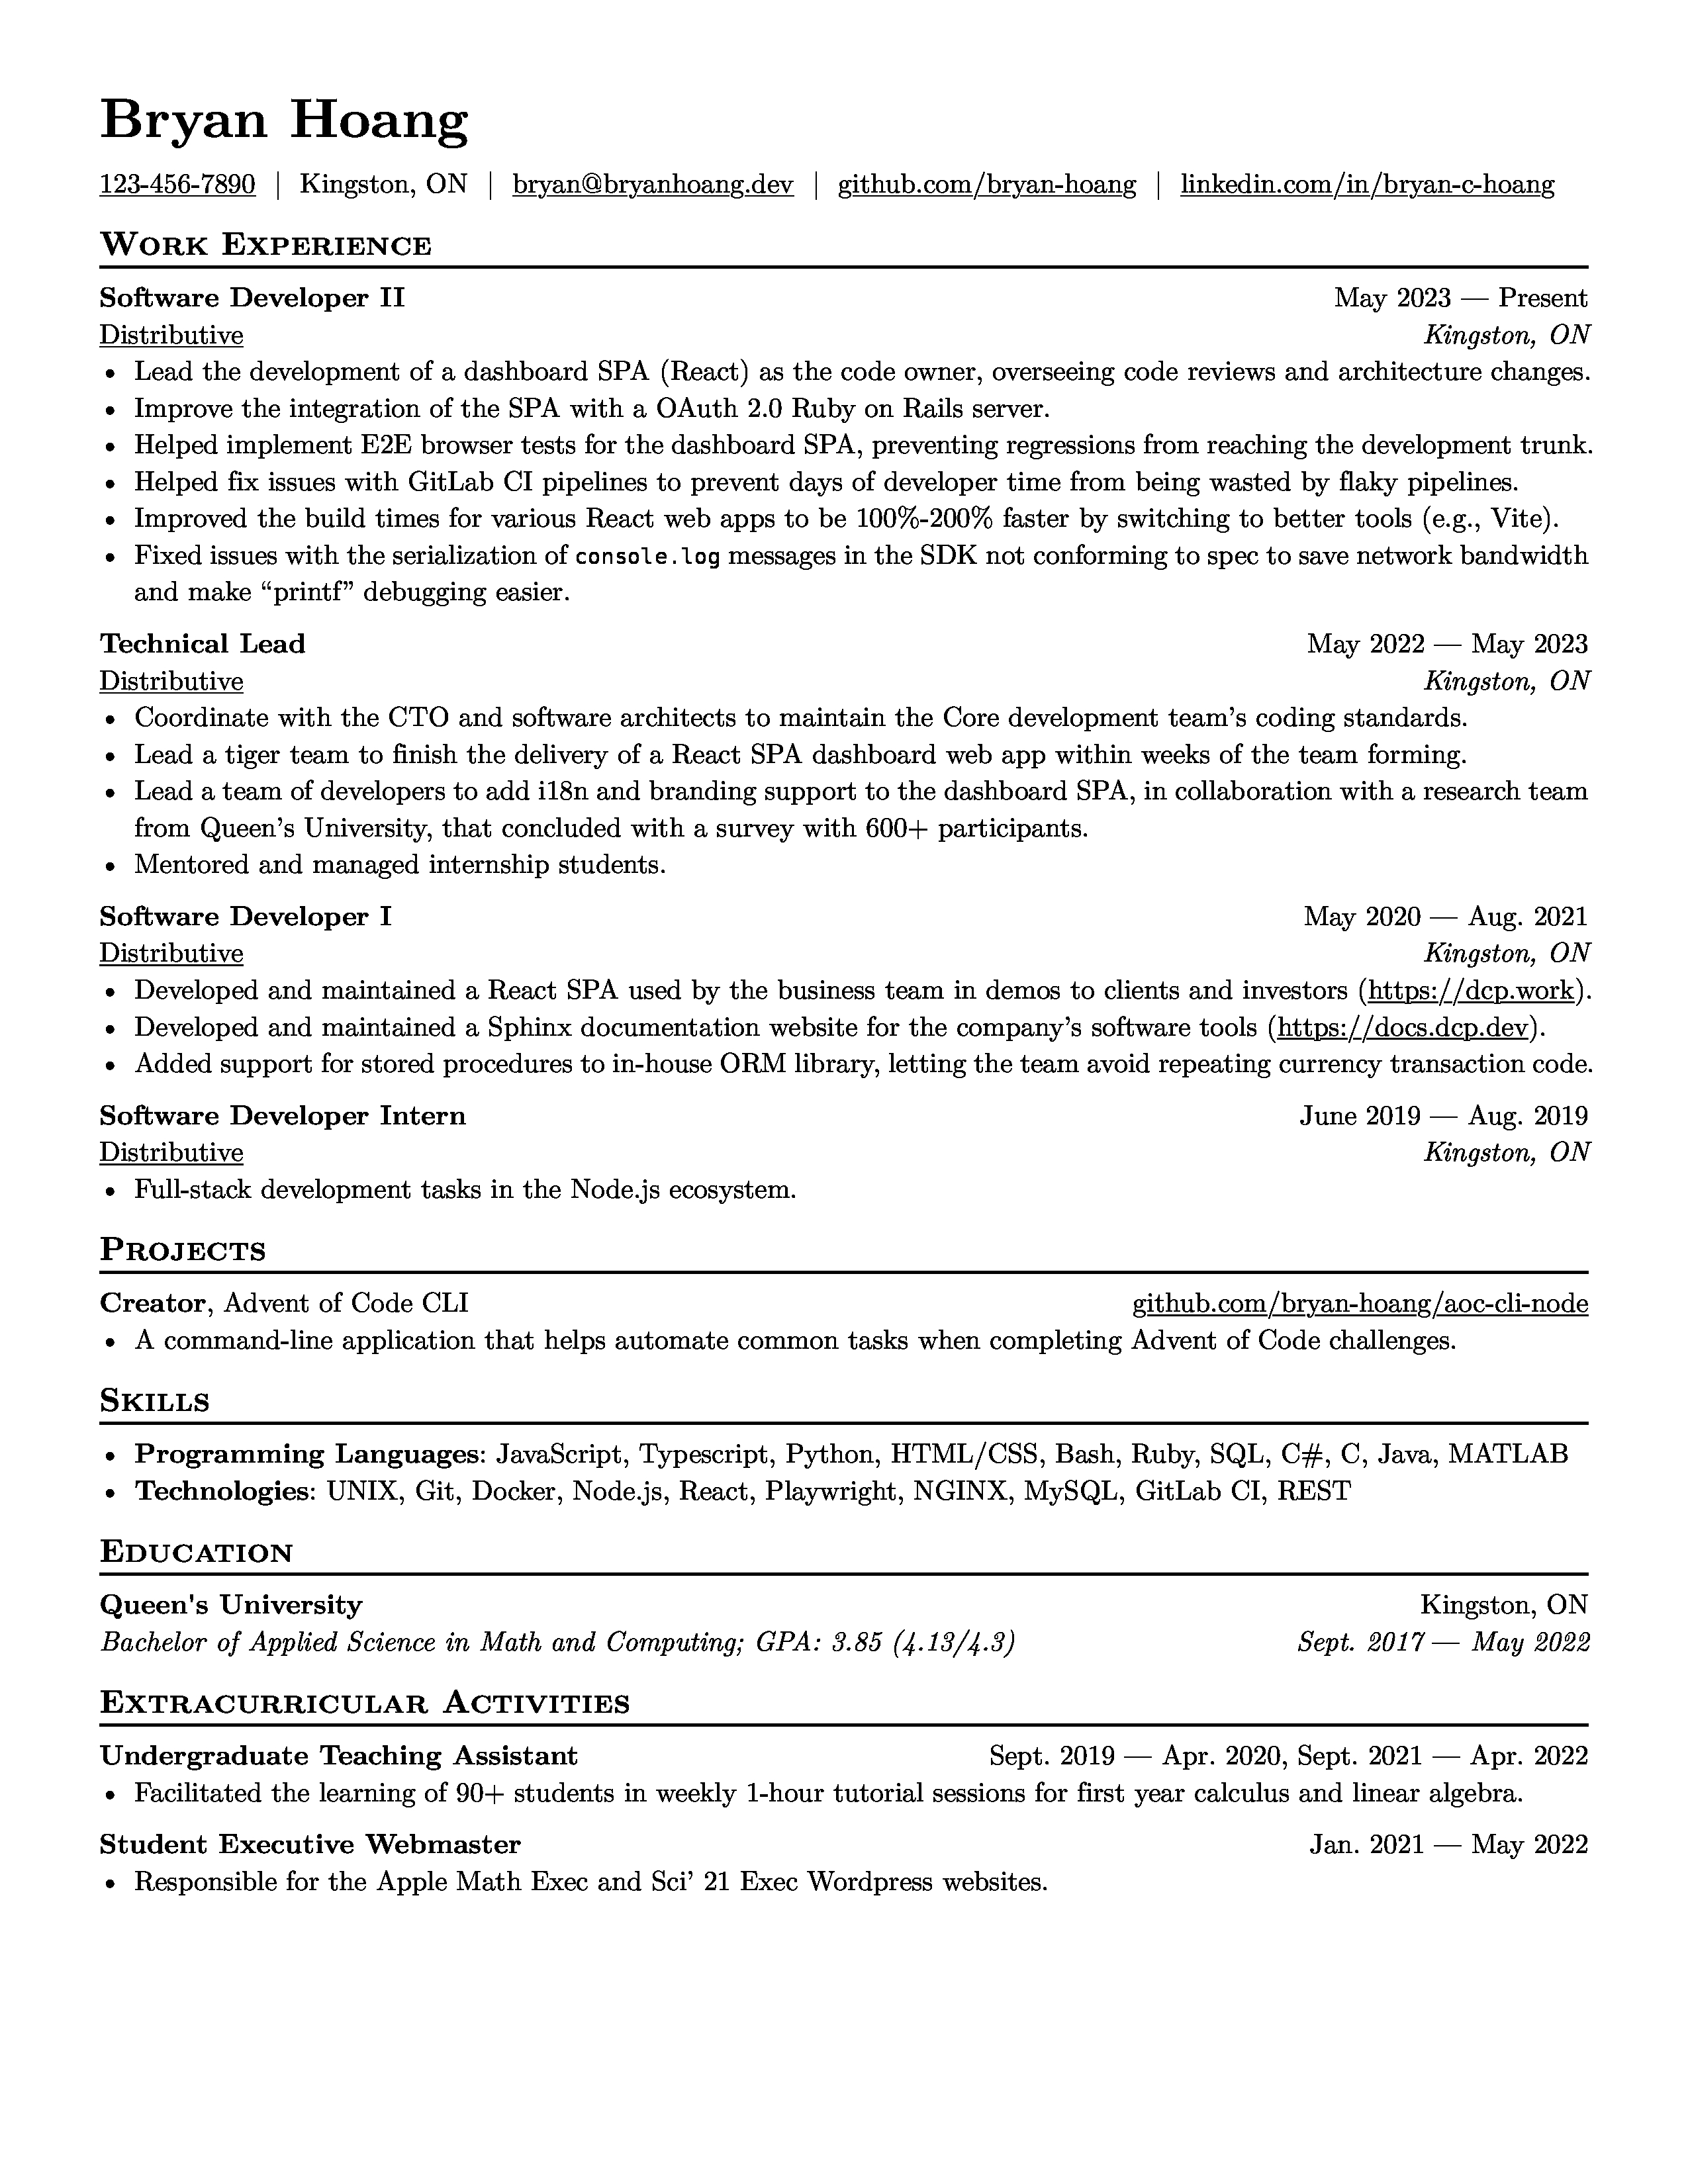 Bryan Hoang
123-456-7890 | Kingston, ON | bryan@bryanhoang.dev | github.com/bryan-hoang | linkedin.com/in/bryan-c-hoang
Work Experience
Software Developer II May 2023 — Present
Distributive Kingston, ON
• Lead the development of a dashboard SPA (React) as the code owner, overseeing code reviews and architecture changes.
• Improve the integration of the SPA with a OAuth 2.0 Ruby on Rails server.
• Helped implement E2E browser tests for the dashboard SPA, preventing regressions from reaching the development trunk.
• Helped fix issues with GitLab CI pipelines to prevent days of developer time from being wasted by flaky pipelines.
• Improved the build times for various React web apps to be 100%-200% faster by switching to better tools (e.g., Vite).
• Fixed issues with the serialization of console.log messages in the SDK not conforming to spec to save network bandwidth
and make “printf” debugging easier.
Technical Lead May 2022 — May 2023
Distributive Kingston, ON
• Coordinate with the CTO and software architects to maintain the Core development team’s coding standards.
• Lead a tiger team to finish the delivery of a React SPA dashboard web app within weeks of the team forming.
• Lead a team of developers to add i18n and branding support to the dashboard SPA, in collaboration with a research team
from Queen’s University, that concluded with a survey with 600+ participants.
• Mentored and managed internship students.
Software Developer I May 2020 — Aug. 2021
Distributive Kingston, ON
• Developed and maintained a React SPA used by the business team in demos to clients and investors (https://dcp.work).
• Developed and maintained a Sphinx documentation website for the company’s software tools (https://docs.dcp.dev).
• Added support for stored procedures to in-house ORM library, letting the team avoid repeating currency transaction code.
Software Developer Intern June 2019 — Aug. 2019
Distributive Kingston, ON
• Full-stack development tasks in the Node.js ecosystem.
Projects
Creator, Advent of Code CLI github.com/bryan-hoang/aoc-cli-node
• A command-line application that helps automate common tasks when completing Advent of Code challenges.
Skills
• Programming Languages: JavaScript, Typescript, Python, HTML/CSS, Bash, Ruby, SQL, C#, C, Java, MATLAB
• Technologies: UNIX, Git, Docker, Node.js, React, Playwright, NGINX, MySQL, GitLab CI, REST
Education
Queen's University Kingston, ON
Bachelor of Applied Science in Math and Computing; GPA: 3.85 (4.13/4.3) Sept. 2017 — May 2022
Extracurricular Activities
Undergraduate Teaching Assistant Sept. 2019 — Apr. 2020, Sept. 2021 — Apr. 2022
• Facilitated the learning of 90+ students in weekly 1-hour tutorial sessions for first year calculus and linear algebra.
Student Executive Webmaster Jan. 2021 — May 2022
• Responsible for the Apple Math Exec and Sci’ 21 Exec Wordpress websites.